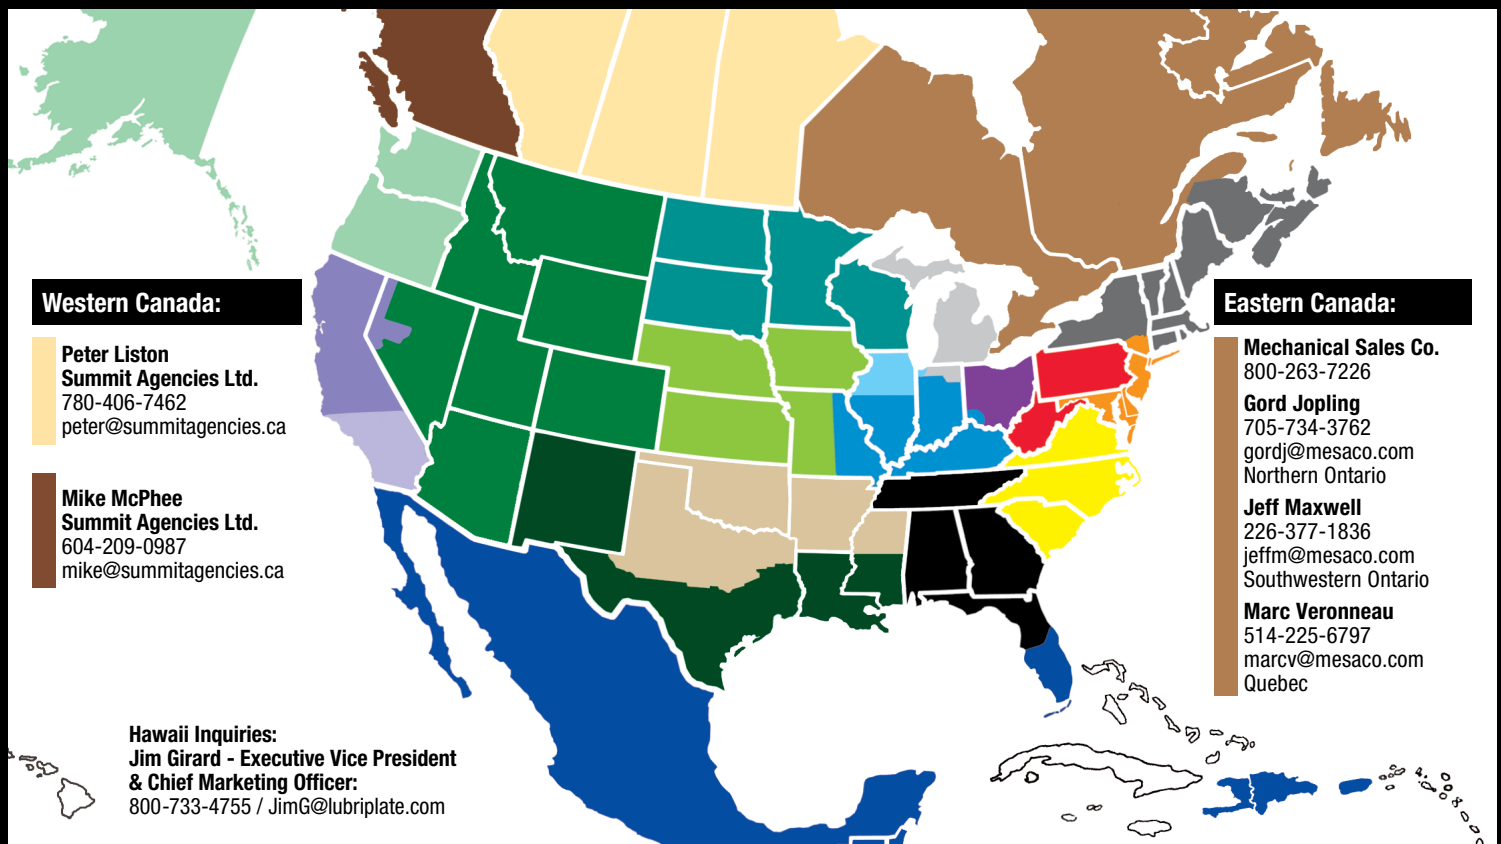 Western Canada:
Peter Liston
Summit Agencies Ltd.
780-406-7462
peter@summitagencies.ca
Mike McPhee
Summit Agencies Ltd.
604-209-0987
mike@summitagencies.ca
Hawaii Inquiries:
Jim Girard - Executive Vice President
& Chief Marketing Officer:
800-733-4755 / JimG@lubriplate.com
Eastern Canada:
Mechanical Sales Co.
800-263-7226
Gord Jopling
705-734-3762
gordj@mesaco.com
Northern Ontario
Jeff Maxwell
226-377-1836
jeffm@mesaco.com
Southwestern Ontario
Marc Veronneau
514-225-6797
marcv@mesaco.com
Quebec